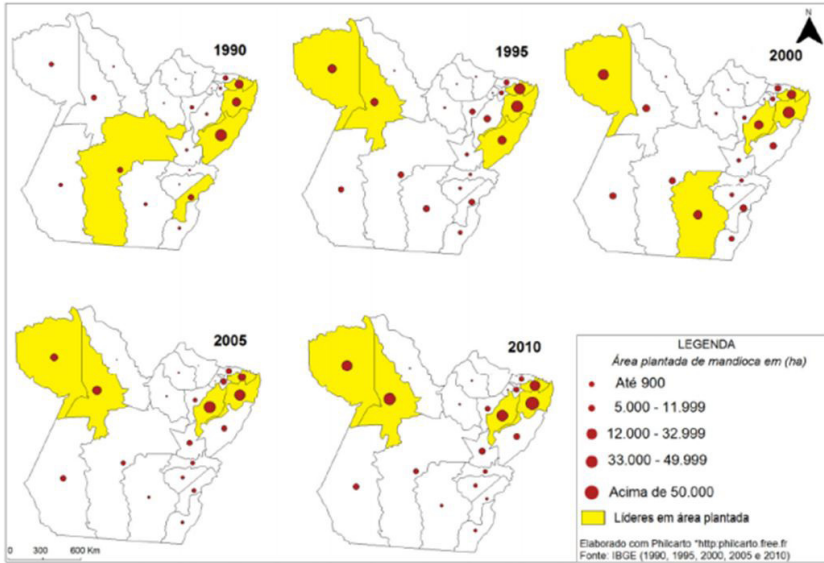 N
1990
1995
2000
2005
2010
LEGENDA
Área plantada de mandioca em (ha)
Até 900
5.000 - 11.999
12.000 - 32.999
33.000 - 49.999
Acima de 50.000
Líderes em área plantada
Elaborado com Philcarto "http:philcarto.free.fr
Fonte: IBGE (1990, 1995, 2000, 2005 e 2010)
0 300 600 Km